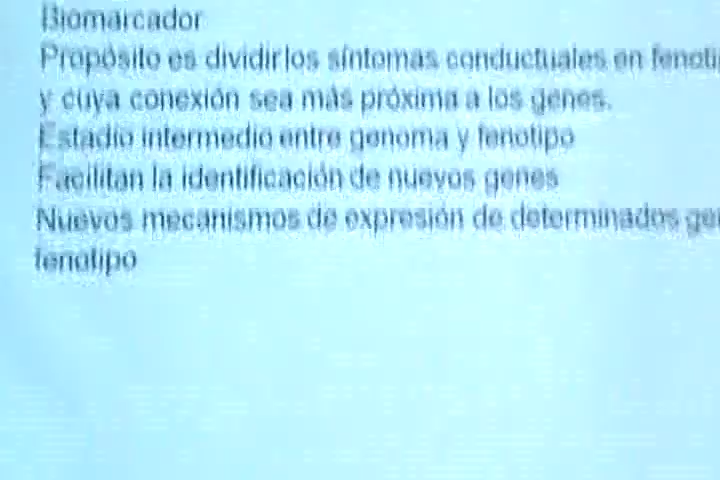 Biomarcador
Propósito es dividir los síntomas conductuales en
y cuya conexión sea más próxima a los genes.
Estadio intermedio entre genoma y fenotipo
Facilitan la identificación de nuevos genes
Nuevos mecanismos de expresión de determinados
fenotipo